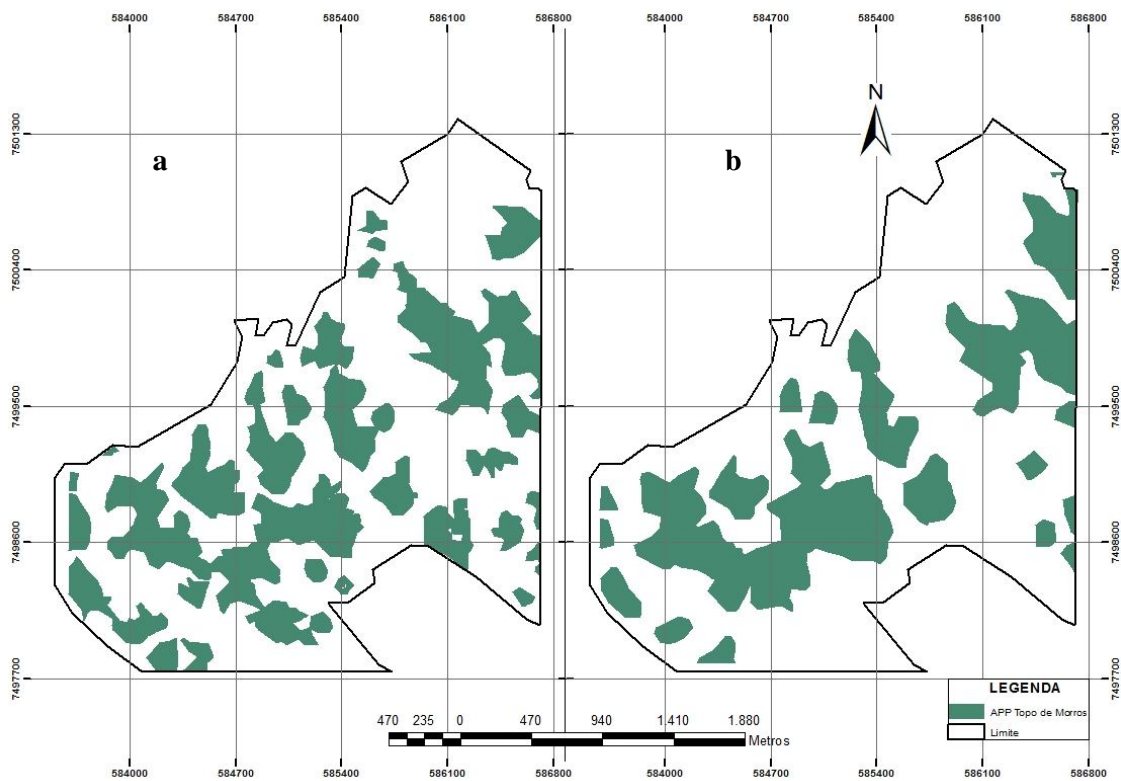 584000 584700 585400 586100 586800 584000 584700 585400 586100 586800
7501300 7501300
a b
N
7500400 7500400
7499500 7499500
7498600 7498600
7497700 7497700
LEGENDA
APP Topo de Morros
Limite
470 235 0 470 940 1.410 1.880
Metros
584000 584700 585400 586100 586800 584000 584700 585400 586100 586800